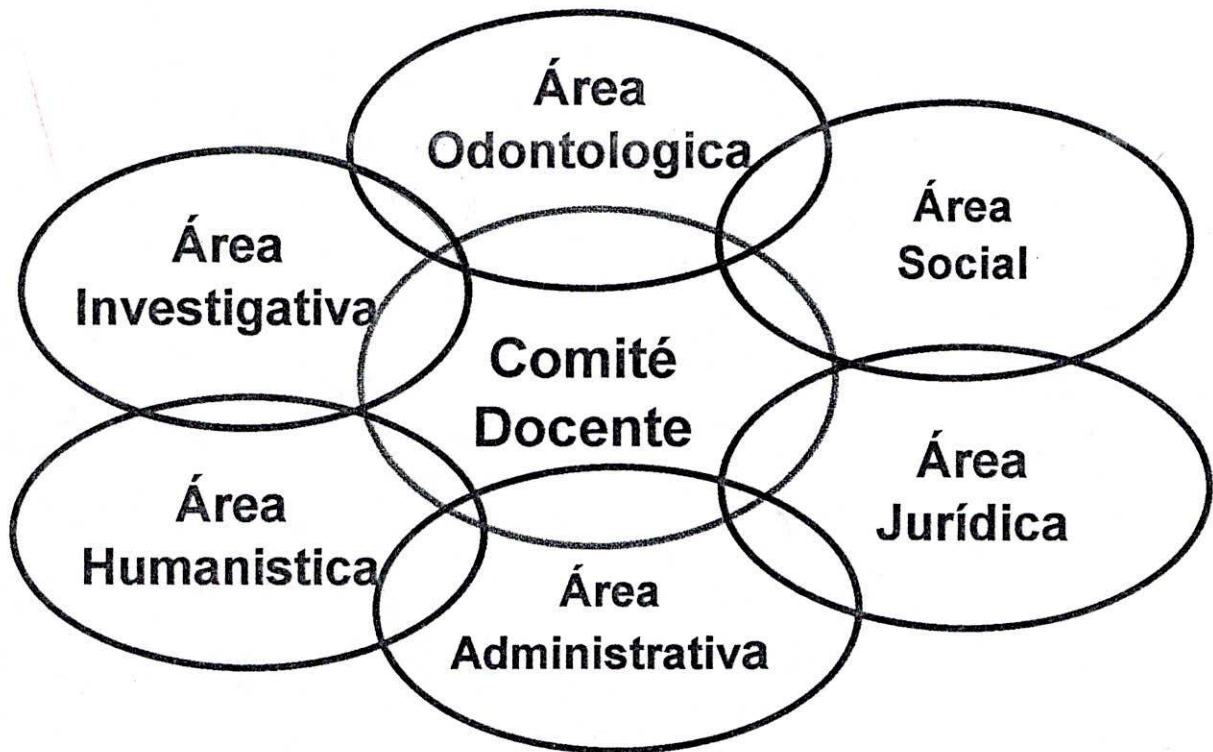 Área
Odontologica
Área
Social
Área
Investigativa
Comité
Docente
Área
Jurídica
Área
Humanistica
Área
Administrativa